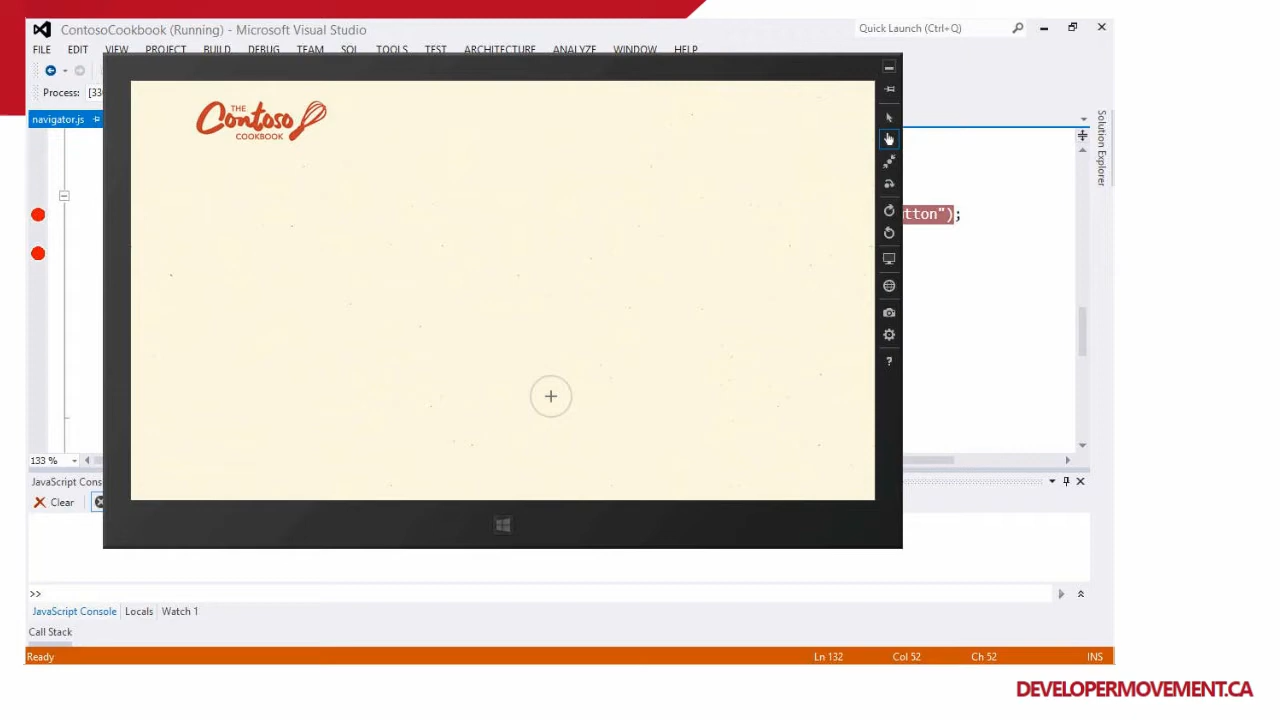 ContosoCookbook (Running) - Microsoft Visual Studio
Quick Launch (Ctrl+Q)
FILE EDIT VIEW PROJECT BUILD DEBUG TEAM SQL TOOLS TEST ARCHITECTURE ANALYZE WINDOW HELP
Process: [33
navigator.js
THE
Contoso
COOKBOOK
Solution Explorer
utton");
?
133 %
JavaScript Cons
Clear
>>
JavaScript Console Locals Watch 1
Call Stack
Ready Ln 132 Col 52 Ch 52 INS
DEVELOPERMOVEMENT.CA